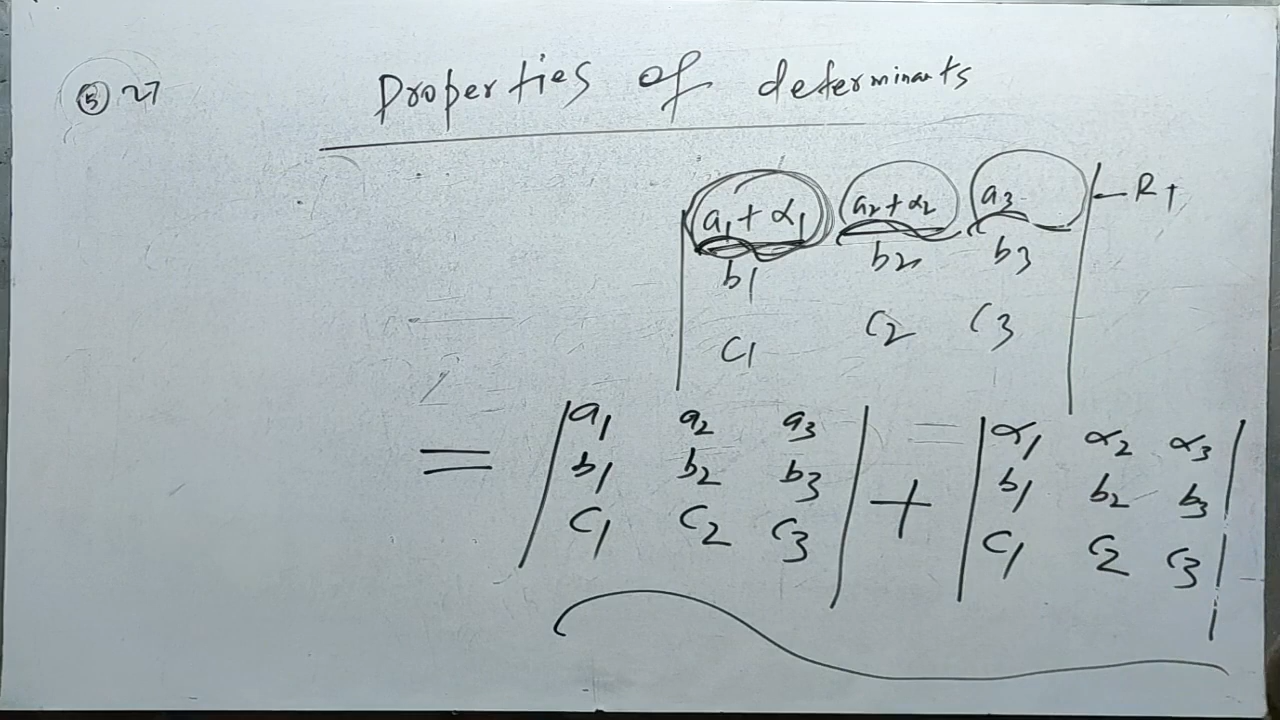 ⑤ 27
Properties of determinants
| a₁ + α₁ a₂ + α₂ a₃ | ← R₁
| b₁ b₂ b₃ |
| c₁ c₂ c₃ |
= | a₁ a₂ a₃ | + | α₁ α₂ α₃ |
| b₁ b₂ b₃ | | b₁ b₂ b₃ |
| c₁ c₂ c₃ | | c₁ c₂ c₃ |